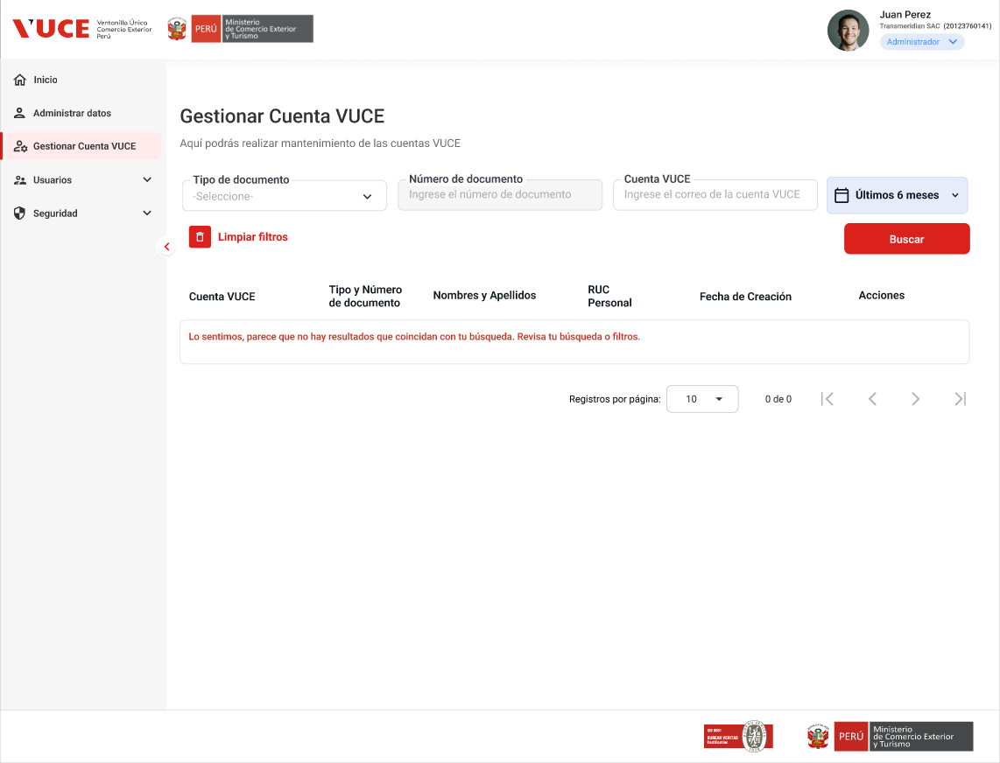 VUCE
Ventanilla Única
Comercio Exterior
Perú
PERÚ
Ministerio
de Comercio Exterior
y Turismo
Juan Perez
Transmeridian SAC (20123760141)
Administrador
Inicio
Administrar datos
Gestionar Cuenta VUCE
Usuarios
Seguridad
Gestionar Cuenta VUCE
Aquí podrás realizar mantenimiento de las cuentas VUCE
Tipo de documento
-Seleccione-
Número de documento
Ingrese el número de documento
Cuenta VUCE
Ingrese el correo de la cuenta VUCE
Últimos 6 meses
Limpiar filtros
Buscar
Cuenta VUCE
Tipo y Número
de documento
Nombres y Apellidos
RUC
Personal
Fecha de Creación
Acciones
Lo sentimos, parece que no hay resultados que coincidan con tu búsqueda. Revisa tu búsqueda o filtros.
Registros por página:
10
0 de 0
ISO 9001
BUREAU VERITAS
Certification
PERÚ
Ministerio
de Comercio Exterior
y Turismo